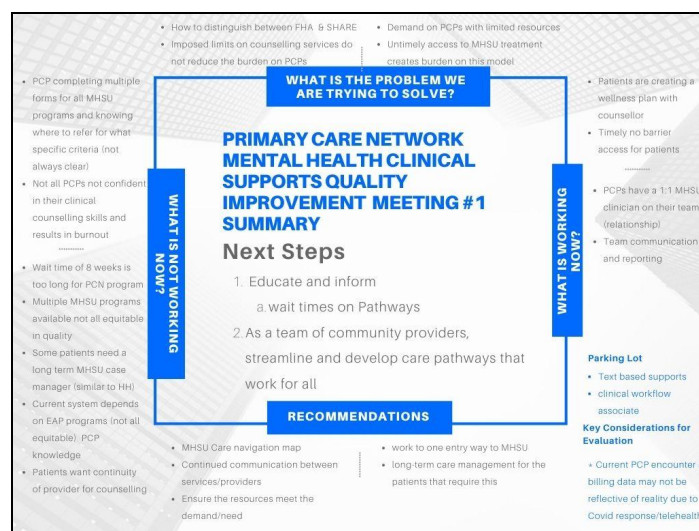 • How to distinguish between FHA & SHARE
• Imposed limits on counselling services do
not reduce the burden on PCPs
• Demand on PCPs with limited resources
• Untimely access to MHSU treatment
creates burden on this model
WHAT IS THE PROBLEM WE
ARE TRYING TO SOLVE?
• PCP completing multiple
forms for all MHSU
programs and knowing
where to refer for what
specific criteria (not
always clear)
• Not all PCPs not confident
in their clinical
counselling skills and
results in burnout
• Wait time of 8 weeks is
too long for PCN program
• Multiple MHSU programs
available not all equitable
in quality
• Some patients need a
long term MHSU case
manager (similar to HH)
• Current system depends
on EAP programs (not all
equitable) PCP
knowledge
• Patients want continuity
of provider for counselling
WHAT IS NOT WORKING
NOW?
PRIMARY CARE NETWORK
MENTAL HEALTH CLINICAL
SUPPORTS QUALITY
IMPROVEMENT MEETING #1
SUMMARY
Next Steps
1. Educate and inform
a. wait times on Pathways
2. As a team of community providers,
streamline and develop care pathways that
work for all
WHAT IS WORKING
NOW?
• Patients are creating a
wellness plan with
counsellor
• Timely no barrier
access for patients
• PCPs have a 1:1 MHSU
clinician on their team
(relationship)
• Team communication
and reporting
Parking Lot
• Text based supports
• clinical workflow
associate
Key Considerations for
Evaluation
• Current PCP encounter
billing data may not be
reflective of reality due to
Covid response/telehealth
RECOMMENDATIONS
• MHSU Care navigation map
• Continued communication between
services/providers
• Ensure the resources meet the
demand/need
• work to one entry way to MHSU
• long-term care management for the
patients that require this